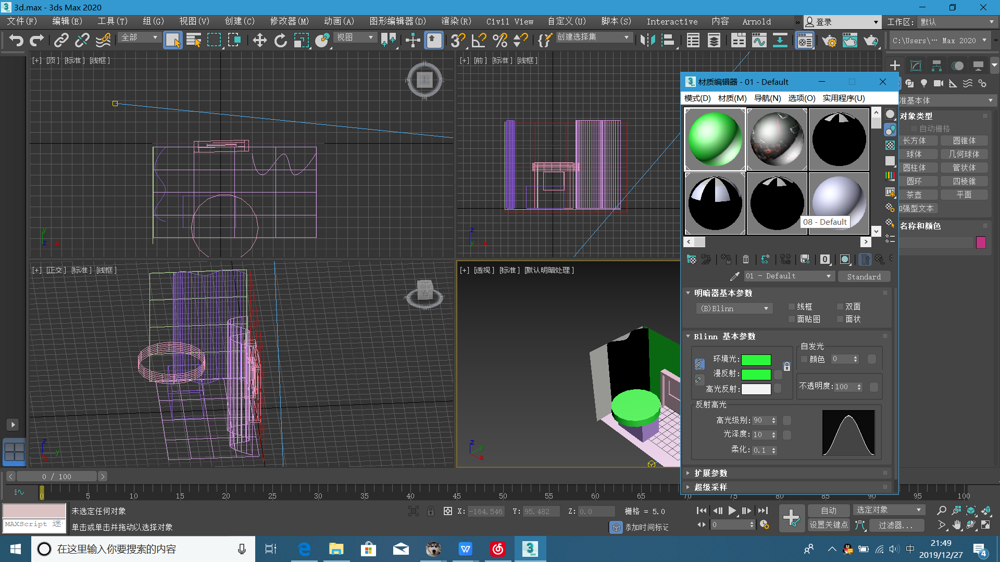 3d.max - 3ds Max 2020
文件(F) 编辑(E) 工具(T) 组(G) 视图(V) 创建(C) 修改器(M) 动画(A) 图形编辑器(D) 渲染(R) Civil View 自定义(U) 脚本(S) Interactive 内容 Arnold » 登录 工作区: 默认
全部 视图 创建选择集 C:\Users\··· Max 2020
[+] [顶] [标准] [线框]
[+] [前] [标准] [线框]
北 西 上 东 南
材质编辑器 - 01 - Default
模式(D) 材质(M) 导航(N) 选项(O) 实用程序(U)
08 - Default
01 - Default Standard
明暗器基本参数
(B)Blinn 线框 双面
面贴图 面状
Blinn 基本参数
自发光
环境光: 颜色 0
漫反射:
高光反射: 不透明度: 100
反射高光
高光级别: 90
光泽度: 10
柔化: 0.1
扩展参数
超级采样
准基本体
对象类型
自动栅格
长方体 圆锥体
球体 几何球体
圆柱体 管状体
圆环 四棱锥
茶壶 平面
强型文本
名称和颜色
[+] [正交] [标准] [线框]
[+] [透视] [标准] [默认明暗处理]
0 / 100
0 5 10 15 20 25 30 35 40 45 50 55 60 65 70 75 80 85 90 95 100
未选定任何对象 X: -164.546 Y: 95.482 Z: 0.0 栅格 = 5.0 自动 选定对象
MAXScript 迷 单击或单击并拖动以选择对象 添加时间标记 0 设置关键点 过滤器...
在这里输入你要搜索的内容
中 21:49
2019/12/27
4